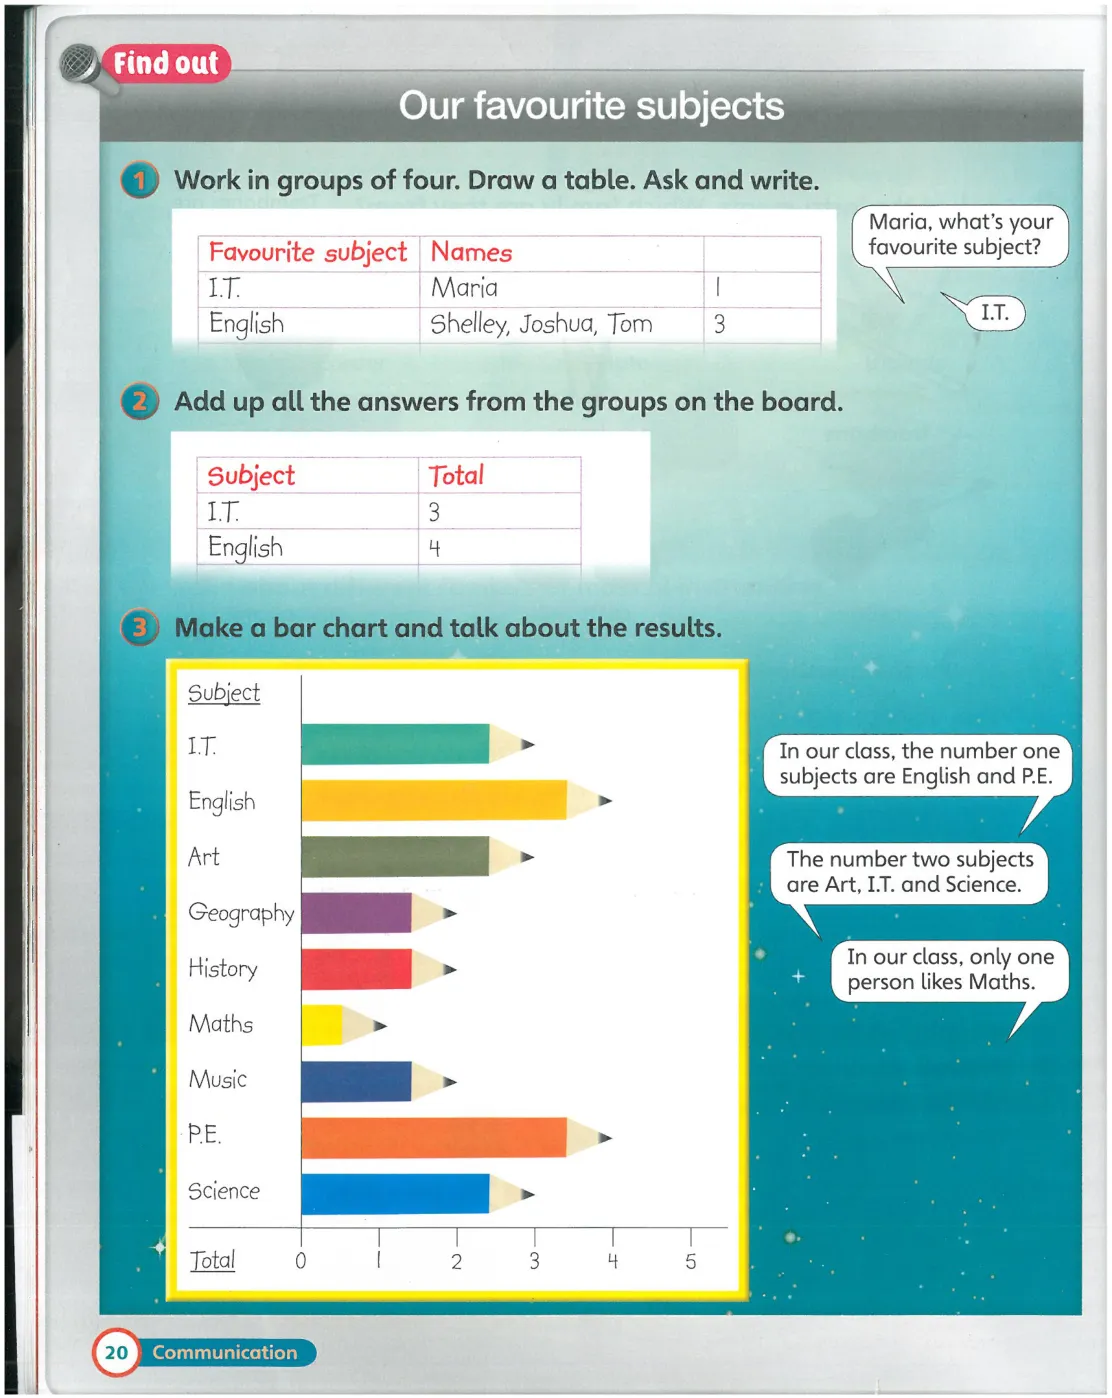 Find out
Our favourite subjects
1 Work in groups of four. Draw a table. Ask and write.
Favourite subject Names
I.T. Maria 1
English Shelley, Joshua, Tom 3
Maria, what's your
favourite subject?
I.T.
2 Add up all the answers from the groups on the board.
Subject Total
I.T. 3
English 4
3 Make a bar chart and talk about the results.
Subject
I.T.
English
Art
Geography
History
Maths
Music
P.E.
Science
Total 0 1 2 3 4 5
In our class, the number one
subjects are English and P.E.
The number two subjects
are Art, I.T. and Science.
In our class, only one
person likes Maths.
20 Communication